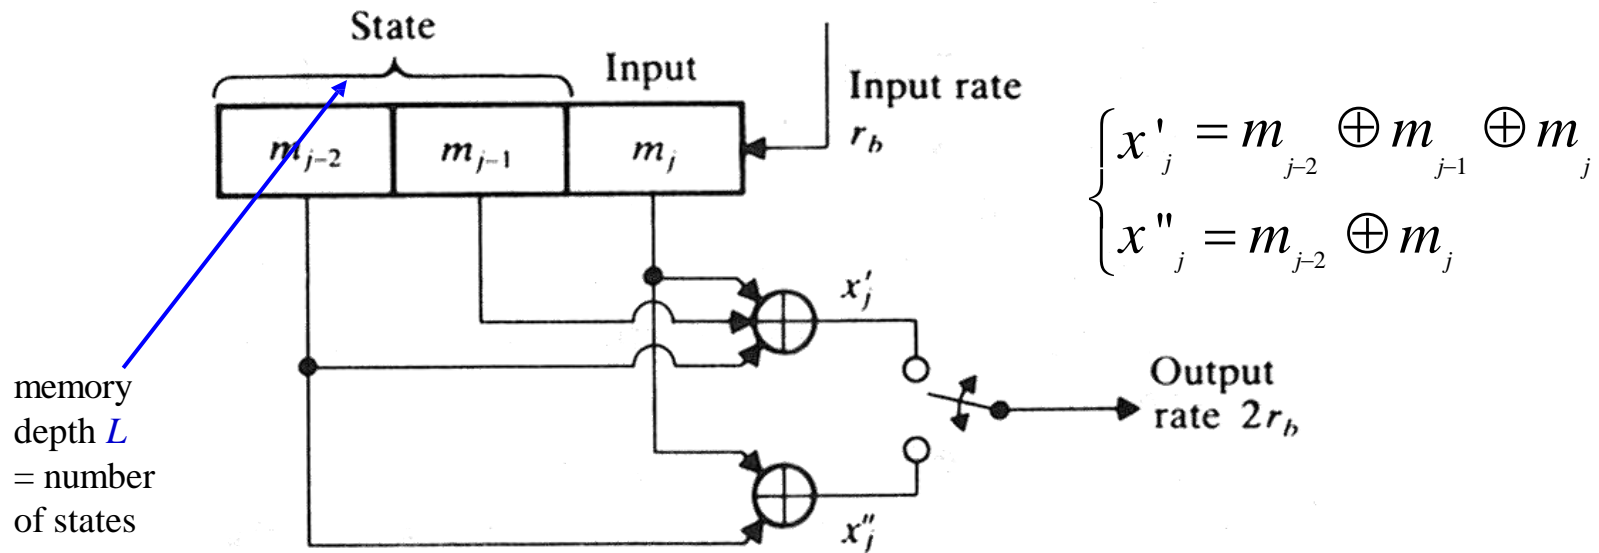 State
Input
Input rate
r_b
m_{j-2}
m_{j-1}
m_j
x'_j = m_{j-2} ⊕ m_{j-1} ⊕ m_j
x"_j = m_{j-2} ⊕ m_j
x'_j
Output
rate 2r_b
memory
depth L
= number
of states
x"_j